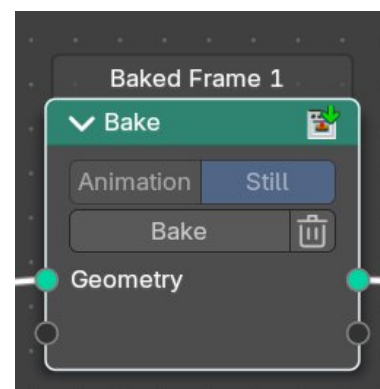 Baked Frame 1
Bake
Animation Still
Bake
Geometry